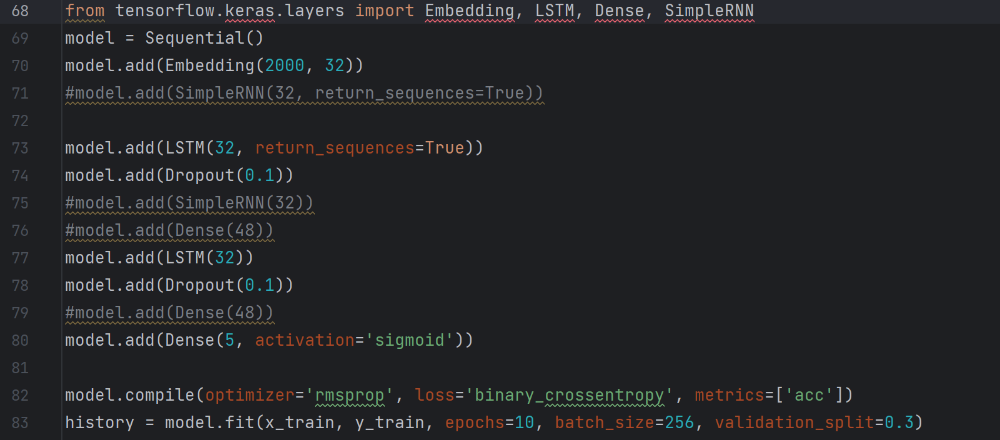 68 from tensorflow.keras.layers import Embedding, LSTM, Dense, SimpleRNN
69 model = Sequential()
70 model.add(Embedding(2000, 32))
71 #model.add(SimpleRNN(32, return_sequences=True))
72
73 model.add(LSTM(32, return_sequences=True))
74 model.add(Dropout(0.1))
75 #model.add(SimpleRNN(32))
76 #model.add(Dense(48))
77 model.add(LSTM(32))
78 model.add(Dropout(0.1))
79 #model.add(Dense(48))
80 model.add(Dense(5, activation='sigmoid'))
81
82 model.compile(optimizer='rmsprop', loss='binary_crossentropy', metrics=['acc'])
83 history = model.fit(x_train, y_train, epochs=10, batch_size=256, validation_split=0.3)